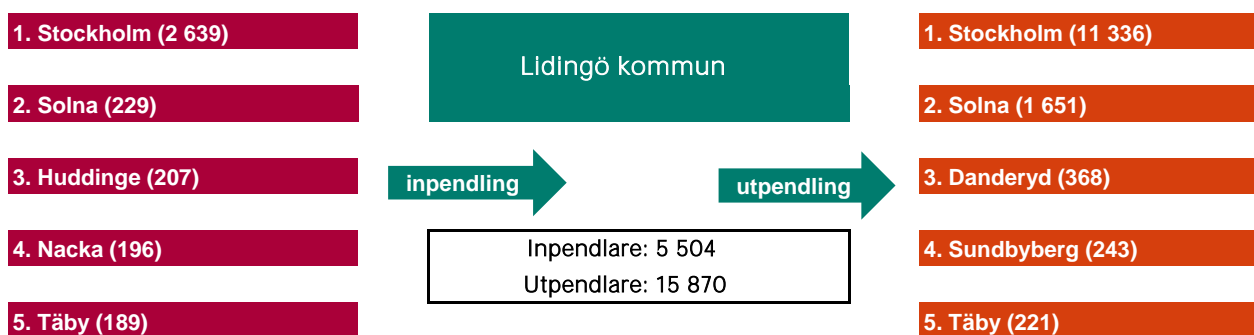 1. Stockholm (2 639)
2. Solna (229)
3. Huddinge (207)
4. Nacka (196)
5. Täby (189)
Lidingö kommun
inpendling
utpendling
Inpendlare: 5 504
Utpendlare: 15 870
1. Stockholm (11 336)
2. Solna (1 651)
3. Danderyd (368)
4. Sundbyberg (243)
5. Täby (221)